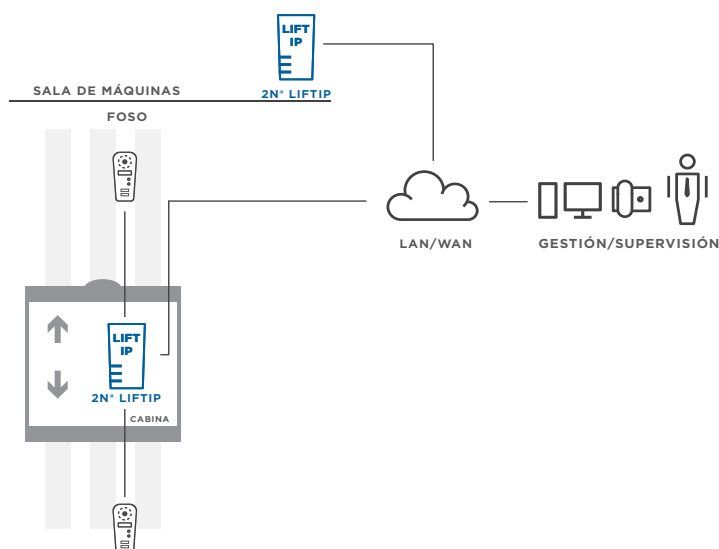 LIFT
IP
SALA DE MÁQUINAS
2N® LIFTIP
FOSO
LAN/WAN
GESTIÓN/SUPERVISIÓN
LIFT
IP
2N® LIFTIP
CABINA